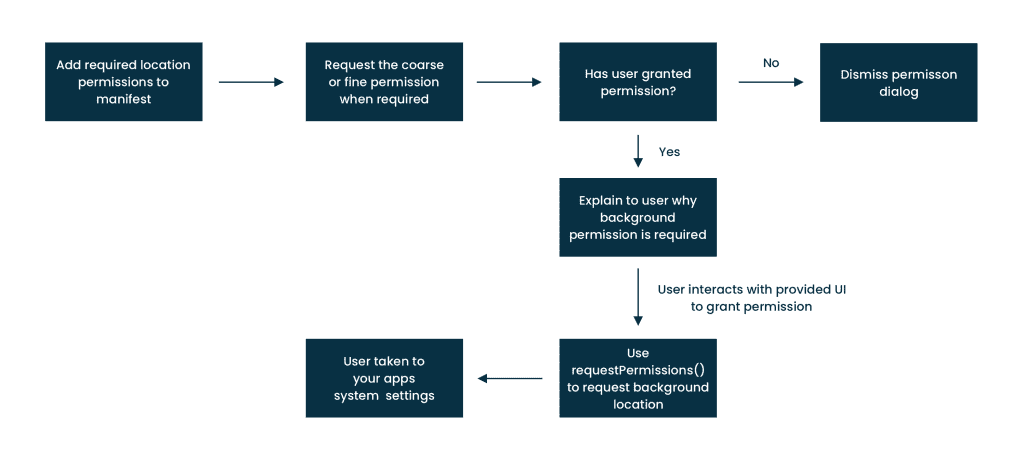 Add required location
permissions to
manifest
Request the coarse
or fine permission
when required
Has user granted
permission?
No
Dismiss permisson
dialog
Yes
Explain to user why
background
permission is required
User interacts with provided UI
to grant permission
Use
requestPermissions()
to request background
location
User taken to
your apps
system settings